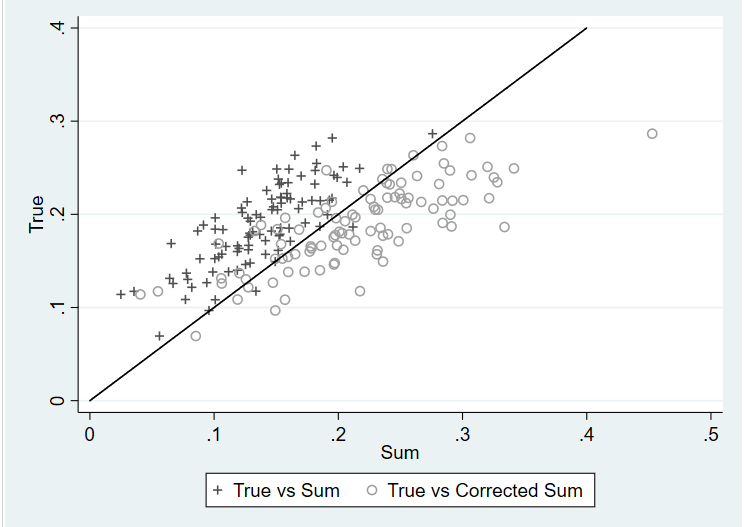 .4
.3
.2
.1
0
True
0
.1
.2
.3
.4
.5
Sum
True vs Sum
True vs Corrected Sum